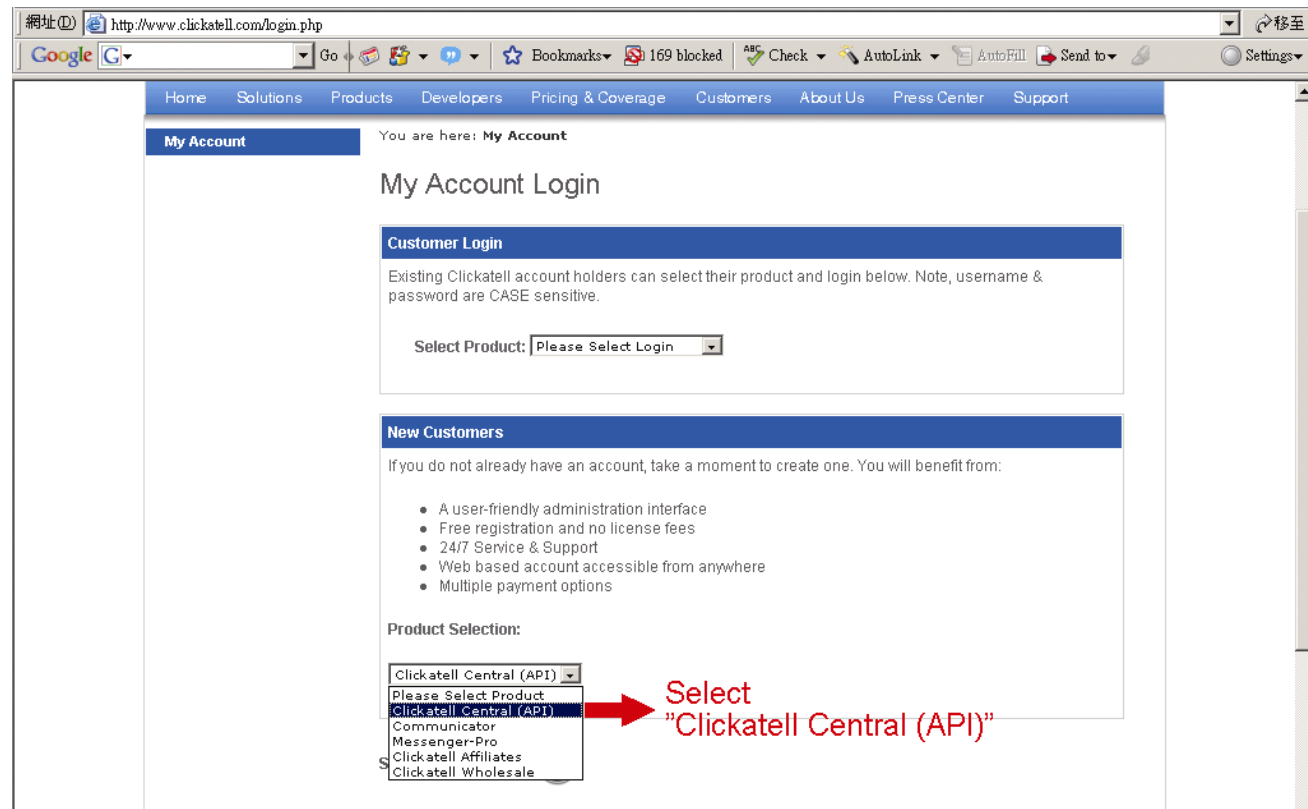 網址(D) http://www.clickatell.com/login.php 移至
Google G Go Bookmarks 169 blocked ABC Check AutoLink AutoFill Send to Settings
Home Solutions Products Developers Pricing & Coverage Customers About Us Press Center Support
My Account
You are here: My Account
My Account Login
Customer Login
Existing Clickatell account holders can select their product and login below. Note, username &
password are CASE sensitive.
Select Product: Please Select Login
New Customers
If you do not already have an account, take a moment to create one. You will benefit from:
A user-friendly administration interface
Free registration and no license fees
24/7 Service & Support
Web based account accessible from anywhere
Multiple payment options
Product Selection:
Clickatell Central (API)
Please Select Product
Clickatell Central (API)
Communicator
Messenger-Pro
Clickatell Affiliates
Clickatell Wholesale
Select
"Clickatell Central (API)"